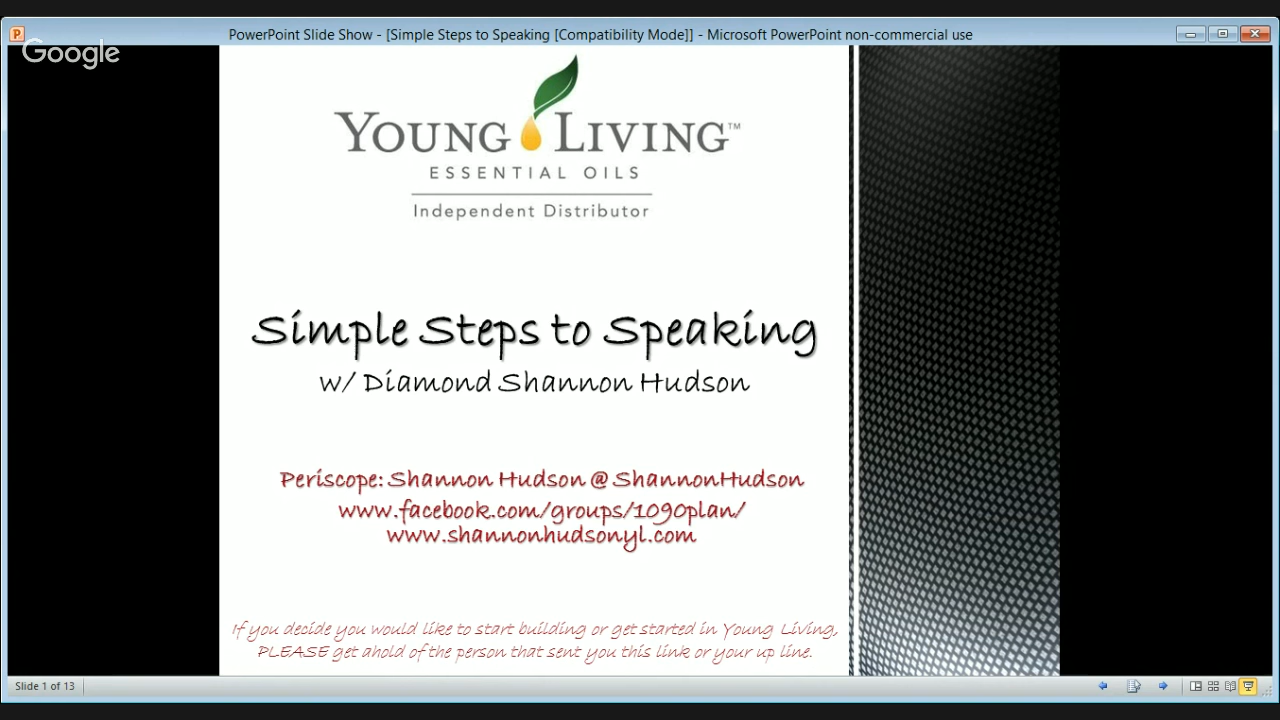 PowerPoint Slide Show - [Simple Steps to Speaking [Compatibility Mode]] - Microsoft PowerPoint non-commercial use
Google
YOUNG LIVING™
ESSENTIAL OILS
Independent Distributor
Simple Steps to Speaking
w/ Diamond Shannon Hudson
Periscope: Shannon Hudson @ ShannonHudson
www.facebook.com/groups/1090plan/
www.shannonhudsonyl.com
If you decide you would like to start building or get started in Young Living,
PLEASE get ahold of the person that sent you this link or your up line.
Slide 1 of 13